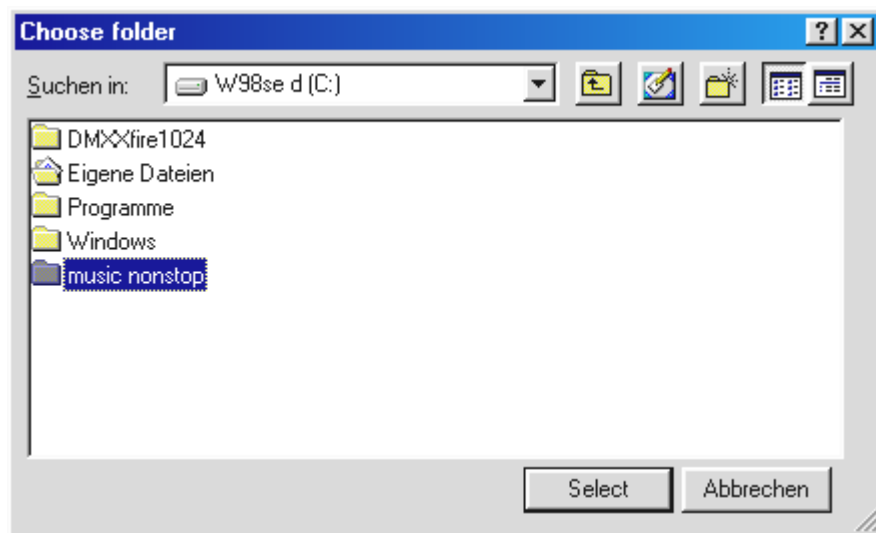 Choose folder
Suchen in: W98se d (C:)
DMXXfire1024
Eigene Dateien
Programme
Windows
music nonstop
Select Abbrechen